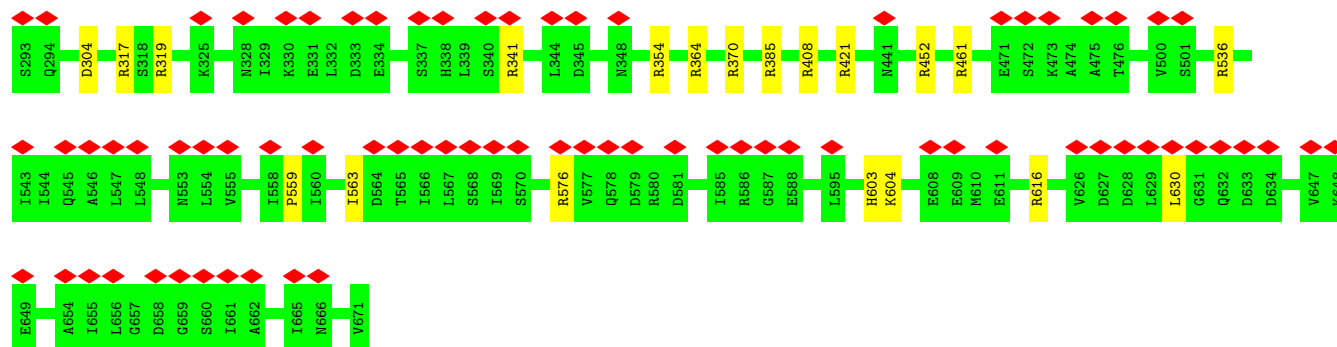 S293 Q294 D304 R317 S318 R319 K325 N328 I329 K330 E331 L332 D333 E334 S337 H338 L339 S340 R341 L344 D345 N348 R354 R364 R370 R385 R408 R421 N441 R452 R461 E471 S472 K473 A474 A475 T476 V500 S501 R536
I543 I544 Q545 A546 L547 L548 N553 L554 V555 I558 P559 I560 I563 D564 T565 I566 L567 S568 I569 S570 R576 V577 Q578 D579 R580 D581 I585 R586 G587 E588 L595 H603 K604 E608 E609 M610 E611 R616 V626 D627 D628 L629 L630 G631 Q632 D633 D634 V647 K648
E649 A654 I655 L656 G657 D658 G659 S660 I661 A662 I665 N666 V671